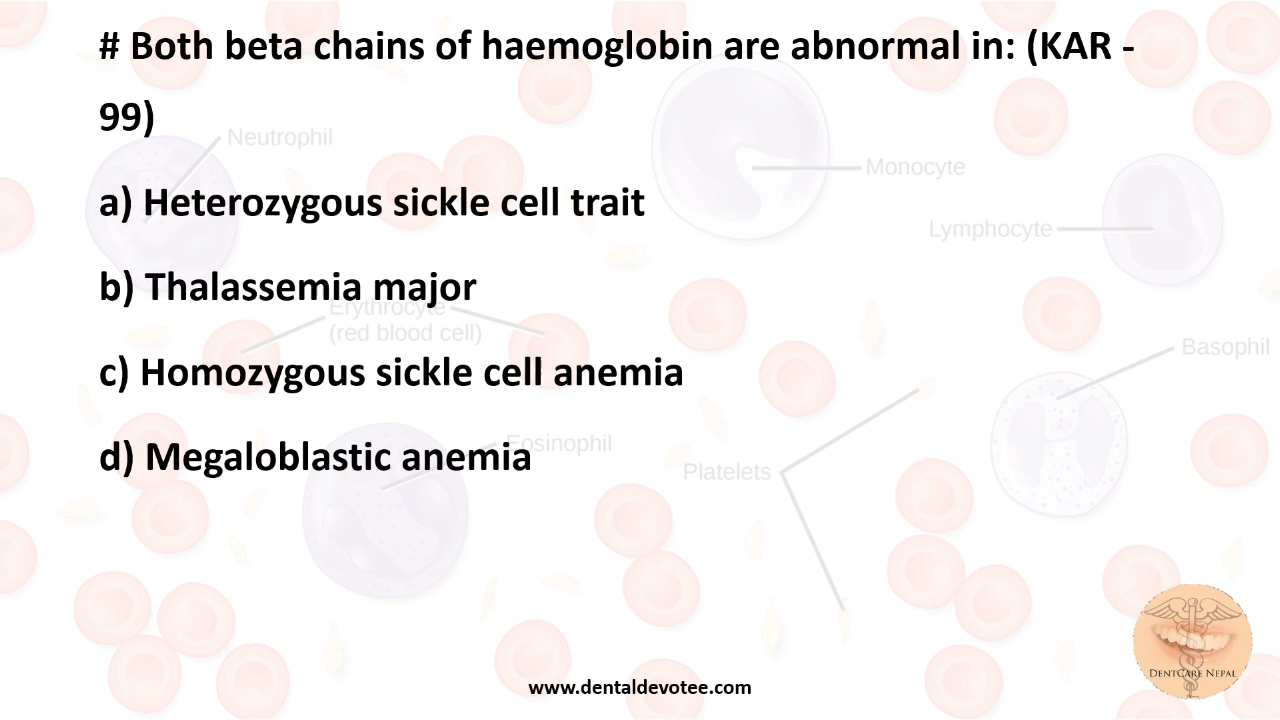 # Both beta chains of haemoglobin are abnormal in: (KAR -
99)
Neutrophil
Monocyte
a) Heterozygous sickle cell trait
Lymphocyte
b) Thalassemia major
Erythrocyte
(red blood cell)
Basophil
c) Homozygous sickle cell anemia
Eosinophil
d) Megaloblastic anemia
Platelets
DENTCARE NEPAL
www.dentaldevotee.com